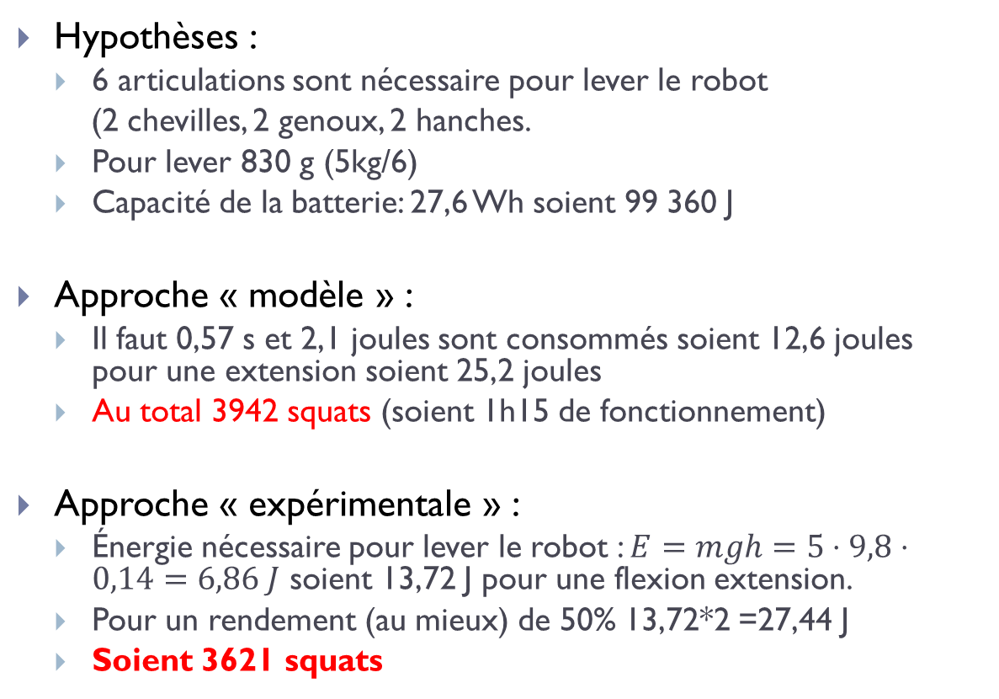 Hypothèses :
6 articulations sont nécessaire pour lever le robot
(2 chevilles, 2 genoux, 2 hanches.
Pour lever 830 g (5kg/6)
Capacité de la batterie: 27,6 Wh soient 99 360 J
Approche « modèle » :
Il faut 0,57 s et 2,1 joules sont consommés soient 12,6 joules
pour une extension soient 25,2 joules
Au total 3942 squats (soient 1h15 de fonctionnement)
Approche « expérimentale » :
Énergie nécessaire pour lever le robot : E = mgh = 5 · 9,8 ·
0,14 = 6,86 J soient 13,72 J pour une flexion extension.
Pour un rendement (au mieux) de 50% 13,72*2 =27,44 J
Soient 3621 squats